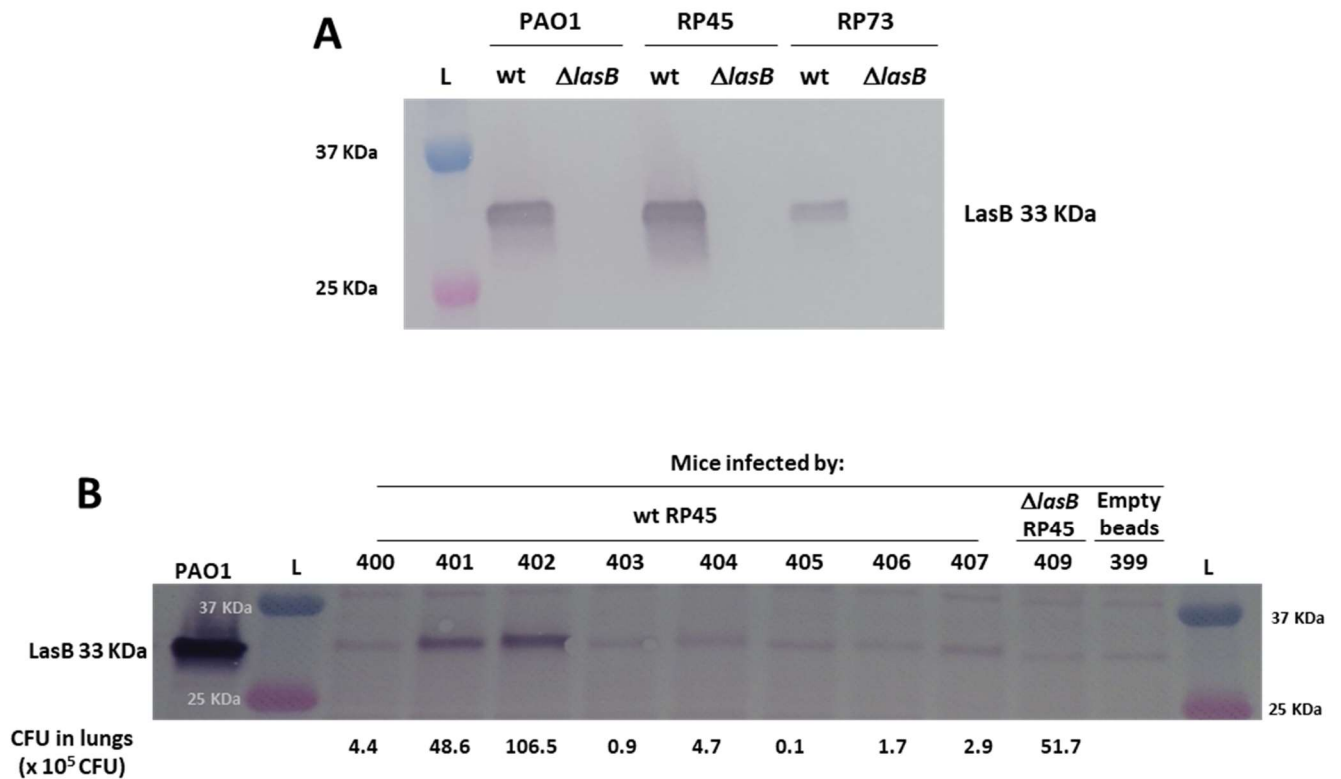 A
PAO1 RP45 RP73
L wt ΔlasB wt ΔlasB wt ΔlasB
37 KDa
LasB 33 KDa
25 KDa
Mice infected by:
B
wt RP45
ΔlasB
RP45
Empty
beads
PAO1 L 400 401 402 403 404 405 406 407 409 399 L
37 KDa 37 KDa
LasB 33 KDa
25 KDa 25 KDa
CFU in lungs
(x 10⁵ CFU)
4.4 48.6 106.5 0.9 4.7 0.1 1.7 2.9 51.7